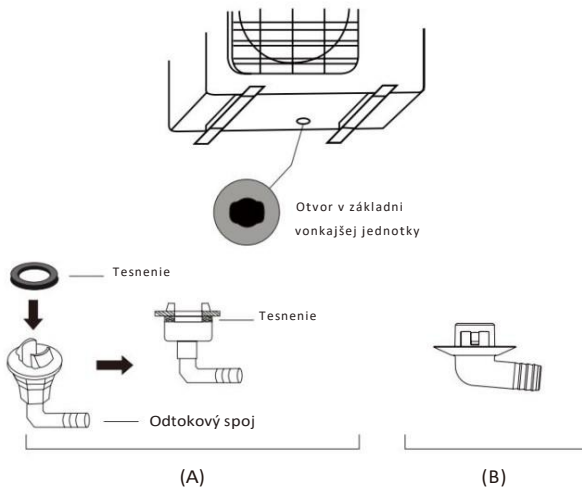 Otvor v základni
vonkajšej jednotky
Tesnenie
Tesnenie
Odtokový spoj
(A)
(B)